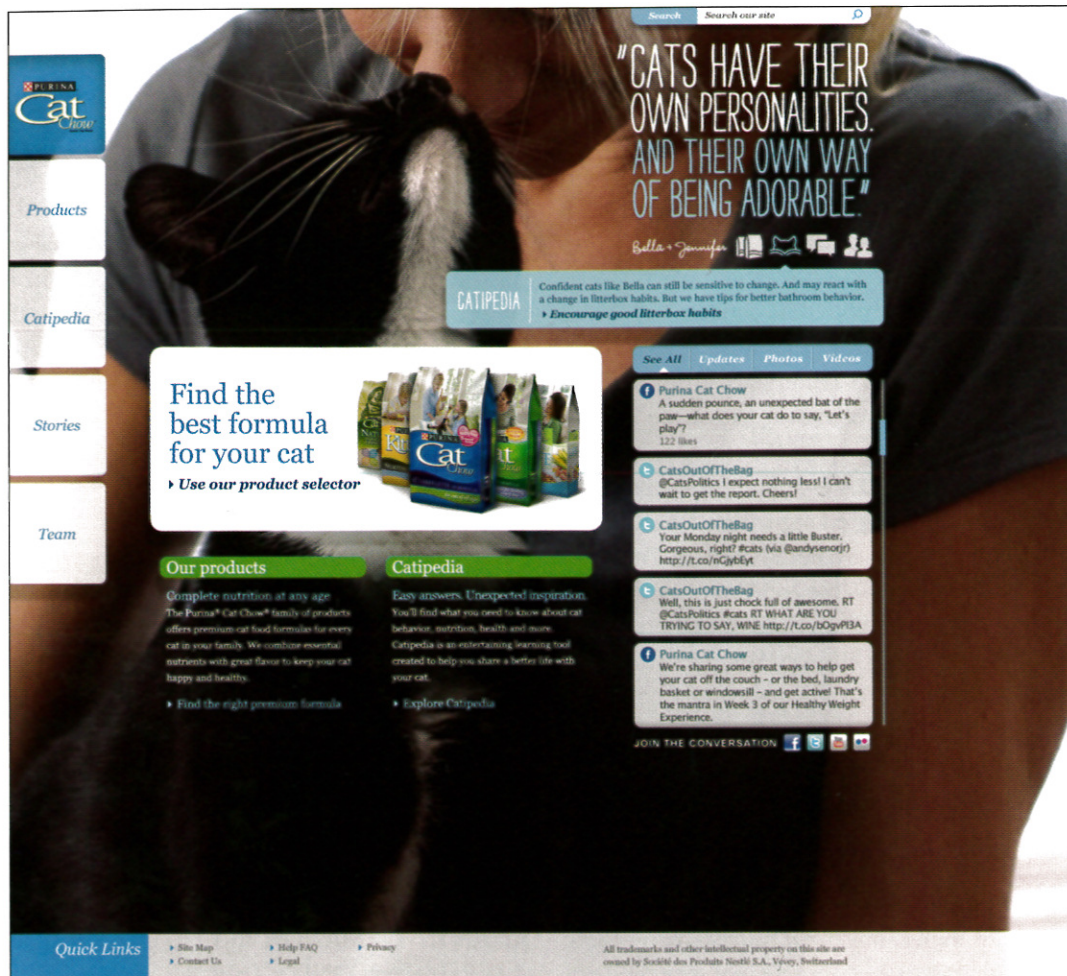 Search Search our site
PURINA
Cat
Chow
Products
Catipedia
Stories
Team
"CATS HAVE THEIR
OWN PERSONALITIES.
AND THEIR OWN WAY
OF BEING ADORABLE."
Bella + Jennifer
CATIPEDIA
Confident cats like Bella can still be sensitive to change. And may react with
a change in litterbox habits. But we have tips for better bathroom behavior.
Encourage good litterbox habits
Find the
best formula
for your cat
Use our product selector
PURINA
Cat
Chow
See All Updates Photos Videos
Purina Cat Chow
A sudden pounce, an unexpected bat of the
paw—what does your cat do to say, "Let's
play"?
122 likes
CatsOutOfTheBag
@CatsPolitics I expect nothing less! I can't
wait to get the report. Cheers!
CatsOutOfTheBag
Your Monday night needs a little Buster.
Gorgeous, right? #cats (via @andysenorjr)
http://t.co/nGjybEyt
CatsOutOfTheBag
Well, this is just chock full of awesome. RT
@CatsPolitics #cats RT WHAT ARE YOU
TRYING TO SAY, WINE http://t.co/bOgvPl3A
Purina Cat Chow
We're sharing some great ways to help get
your cat off the couch – or the bed, laundry
basket or windowsill – and get active! That's
the mantra in Week 3 of our Healthy Weight
Experience.
JOIN THE CONVERSATION
Our products
Complete nutrition at any age
The Purina® Cat Chow® family of products
offers premium cat food formulas for every
cat in your family. We combine essential
nutrients with great flavor to keep your cat
happy and healthy.
Find the right premium formula
Catipedia
Easy answers. Unexpected inspiration.
You'll find what you need to know about cat
behavior, nutrition, health and more.
Catipedia is an entertaining learning tool
created to help you share a better life with
your cat.
Explore Catipedia
Quick Links
Site Map
Contact Us
Help FAQ
Legal
Privacy
All trademarks and other intellectual property on this site are
owned by Société des Produits Nestlé S.A., Vevey, Switzerland